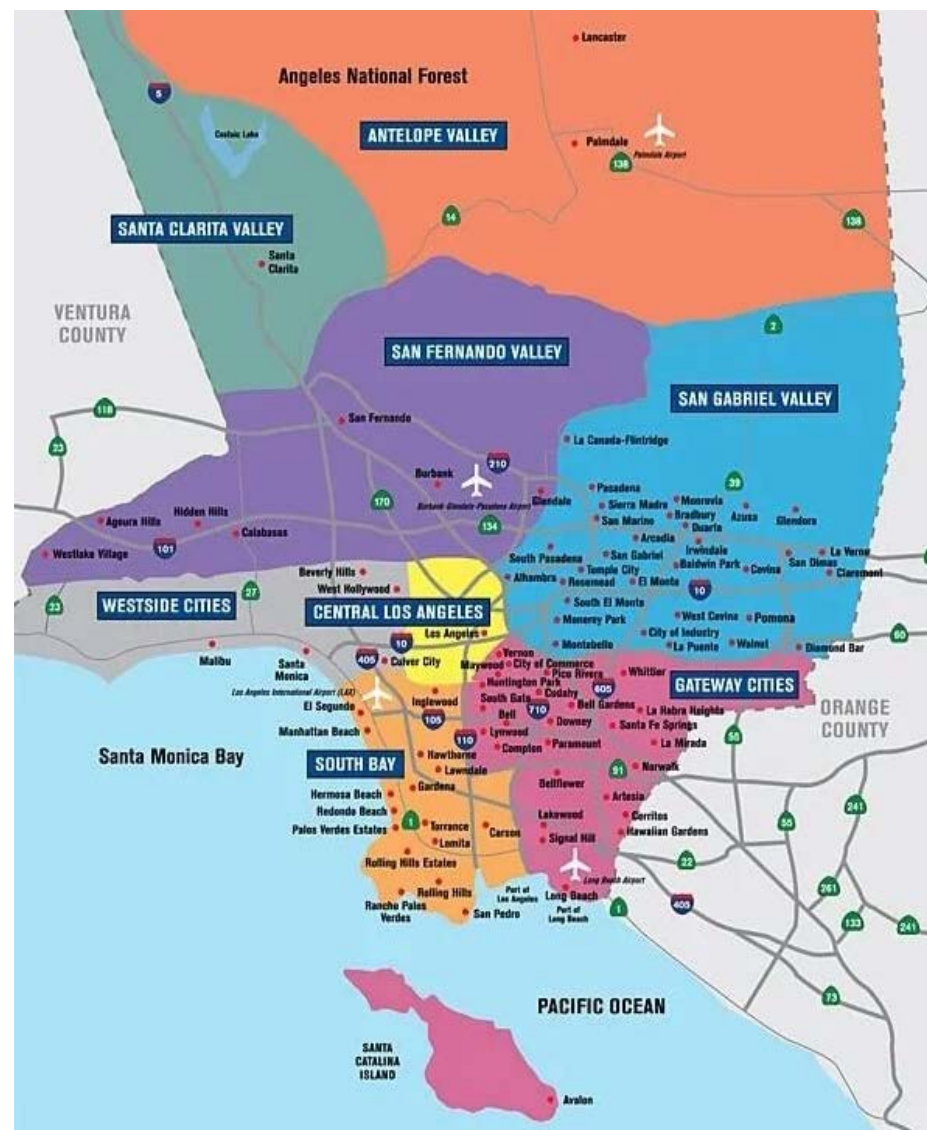 Lancaster
Angeles National Forest
5
Castaic Lake
ANTELOPE VALLEY
Palmdale
Palmdale Airport
138
14
138
SANTA CLARITA VALLEY
Santa
Clarita
VENTURA
COUNTY
2
SAN FERNANDO VALLEY
SAN GABRIEL VALLEY
118
San Fernando
23
La Canada-Flintridge
210
Burbank
39
Pasadena
Glendale
Monrovia
Sierra Madre
170
Burbank Glendale-Pasadena Airport
Bradbury
Azusa
Glendora
Hidden Hills
Agoura Hills
134
San Marino
Duarte
Calabasas
Arcadia
101
Westlake Village
South Pasadena
San Gabriel
Irwindale
La Verne
San Dimas
Baldwin Park
Covina
Claremont
Temple City
Beverly Hills
Alhambra
Rosemead
El Monte
10
West Hollywood
23
27
WESTSIDE CITIES
CENTRAL LOS ANGELES
South El Monte
Monerey Park
West Covina
Pomona
Los Angeles
City of Industry
60
10
Montebello
La Puente
Walnut
Diamond Bar
Malibu
405
Culver City
Vernon
Santa
Monica
Maywood
City of Commerce
Pico Rivera
Whittier
Huntington Park
GATEWAY CITIES
Los Angeles International Airport (LAX)
605
Cudahy
Inglewood
South Gate
Bell Gardens
El Segundo
710
La Habra Heights
ORANGE
COUNTY
105
Bell
Downey
Santa Fe Springs
Manhattan Beach
110
Lynwood
Paramount
La Mirada
Compton
Santa Monica Bay
Hawthorne
SOUTH BAY
Lawndale
91
Norwalk
Gardena
Bellflower
Hermosa Beach
Artesia
241
Redondo Beach
Lakewood
Cerritos
55
1
Torrance
Carson
Palos Verdes Estates
Hawaiian Gardens
Lomita
Signal Hill
Rolling Hills Estates
22
Long Beach Airport
Rolling Hills
Port of
Los Angeles
Long Beach
261
Rancho Palos
Verdes
San Pedro
Port of
Long Beach
1
405
133
241
73
PACIFIC OCEAN
SANTA
CATALINA
ISLAND
Avalon